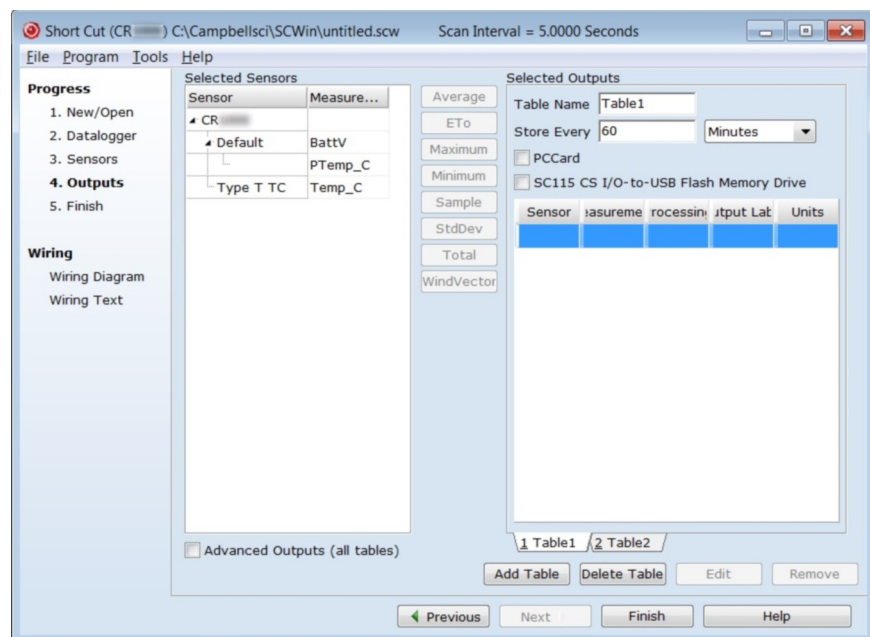 Short Cut (CR ) C:\Campbellsci\SCWin\untitled.scw Scan Interval = 5.0000 Seconds
File Program Tools Help
Progress
1. New/Open
2. Datalogger
3. Sensors
4. Outputs
5. Finish
Wiring
Wiring Diagram
Wiring Text
Selected Sensors
Sensor Measure...
CR
Default BattV
PTemp_C
Type T TC Temp_C
Advanced Outputs (all tables)
Average
ETo
Maximum
Minimum
Sample
StdDev
Total
WindVector
Selected Outputs
Table Name Table1
Store Every 60 Minutes
PCCard
SC115 CS I/O-to-USB Flash Memory Drive
Sensor easureme rocessin utput Lab Units
1 Table1 2 Table2
Add Table Delete Table Edit Remove
Previous Next Finish Help